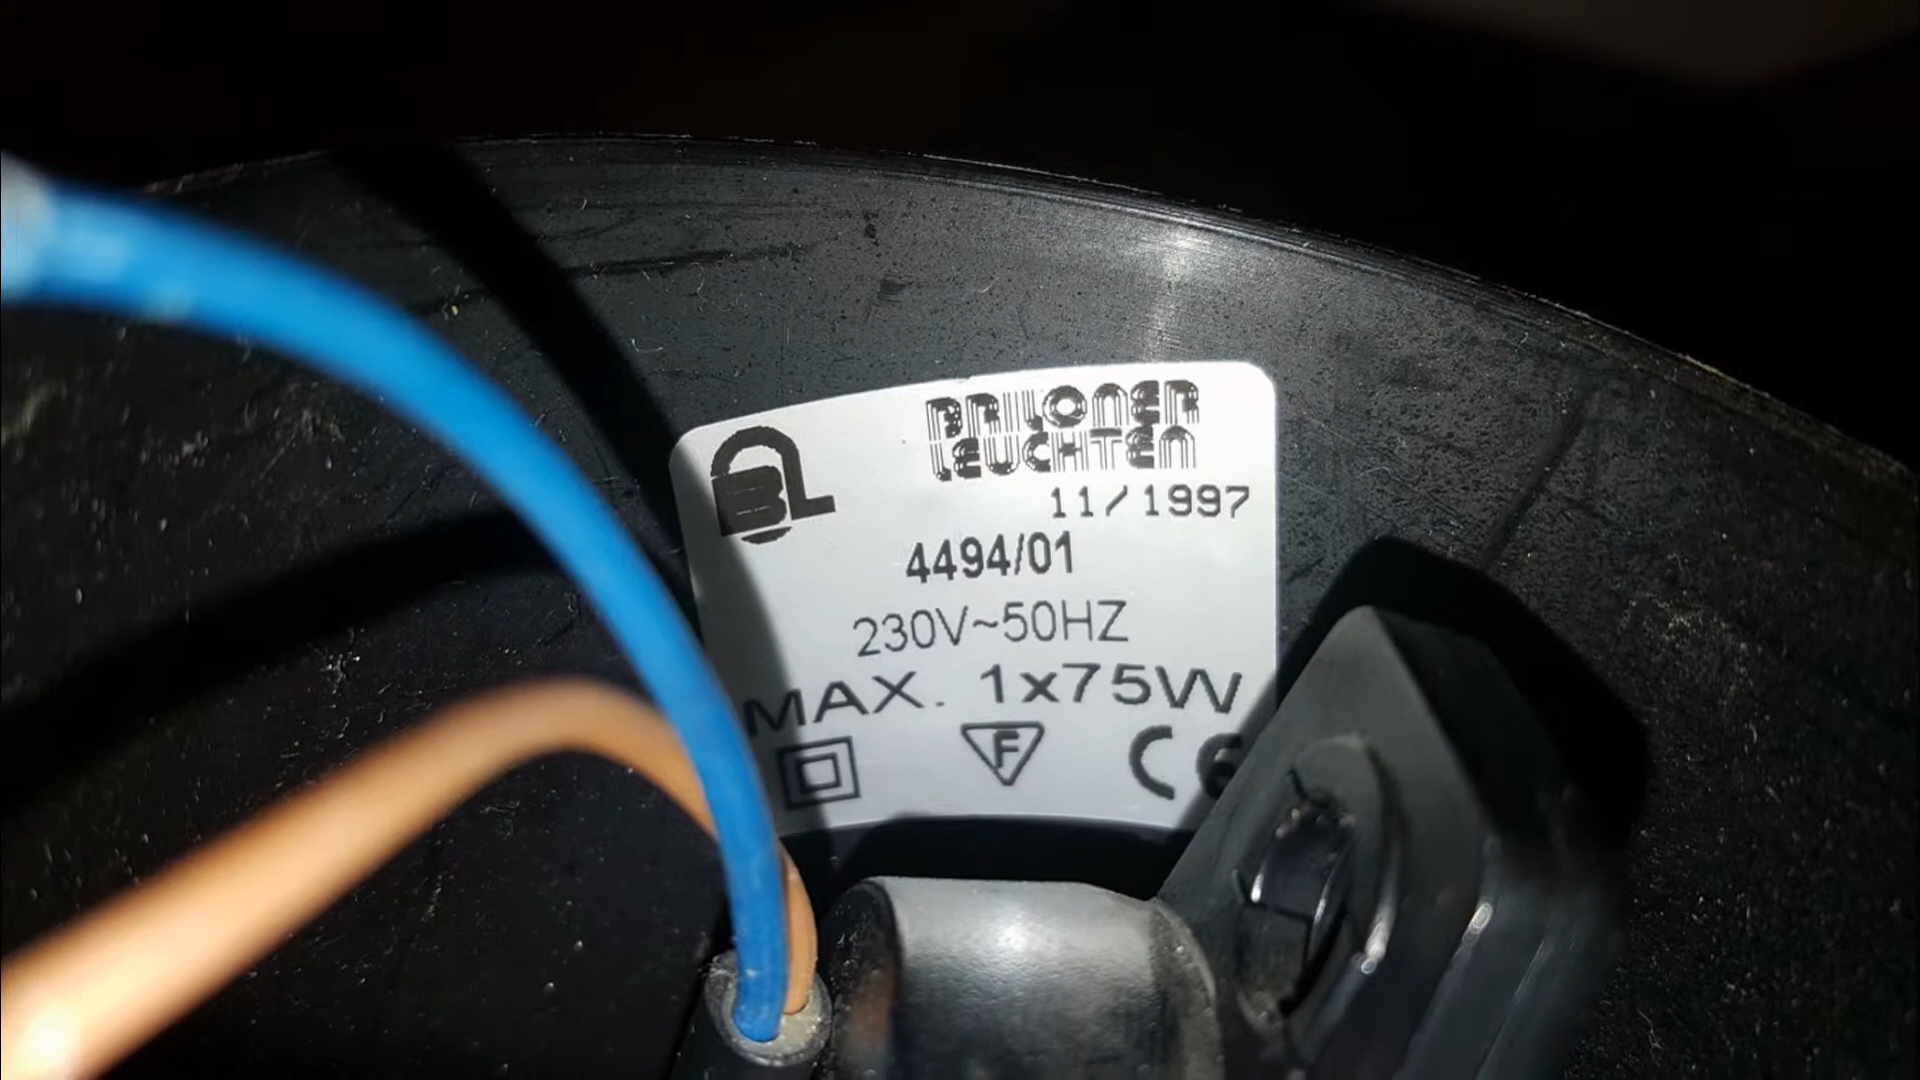 BL
BRILONER
LEUCHTEN
11/1997
4494/01
230V~50HZ
MAX. 1x75W
F
CE